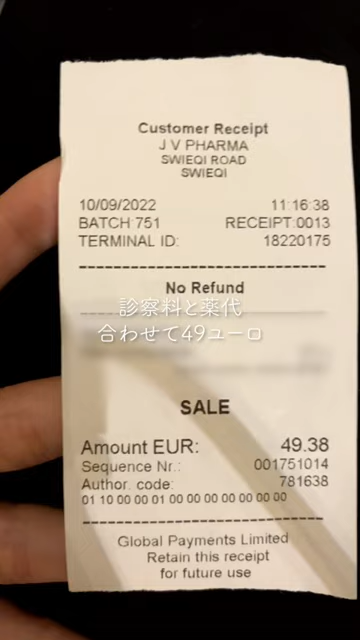 Customer Receipt
J V PHARMA
SWIEQI ROAD
SWIEQI
10/09/2022 11:16:38
BATCH:751 RECEIPT:0013
TERMINAL ID: 18220175
No Refund
診察料と薬代
合わせて49ユーロ
SALE
Amount EUR: 49.38
Sequence Nr.: 001751014
Author. code: 781638
01 10 00 00 01 00 00 00 00 00 00 00
Global Payments Limited
Retain this receipt
for future use